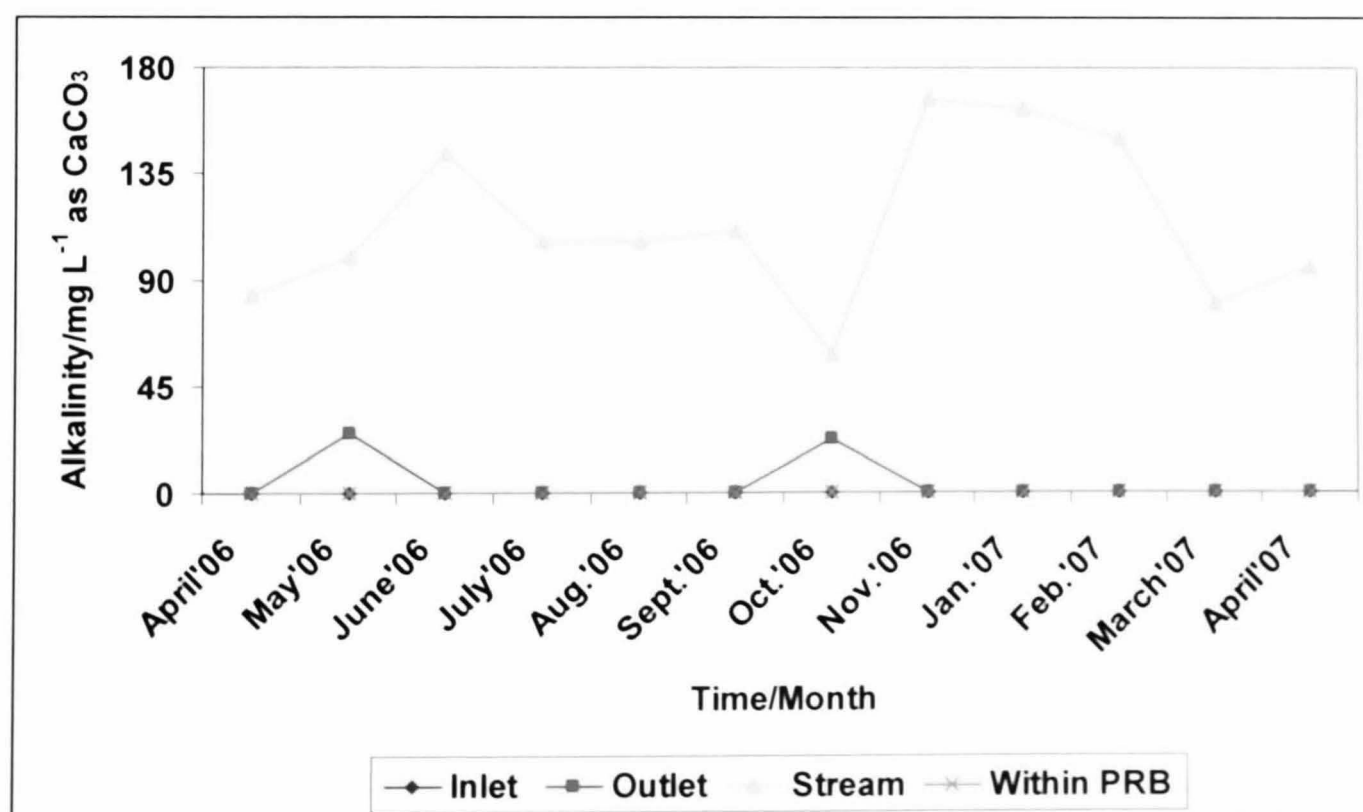 Alkalinity/mg L⁻¹ as CaCO₃
180
135
90
45
0
April'06
May'06
June'06
July'06
Aug.'06
Sept.'06
Oct.'06
Nov.'06
Jan.'07
Feb.'07
March'07
April'07
Time/Month
Inlet Outlet Stream Within PRB